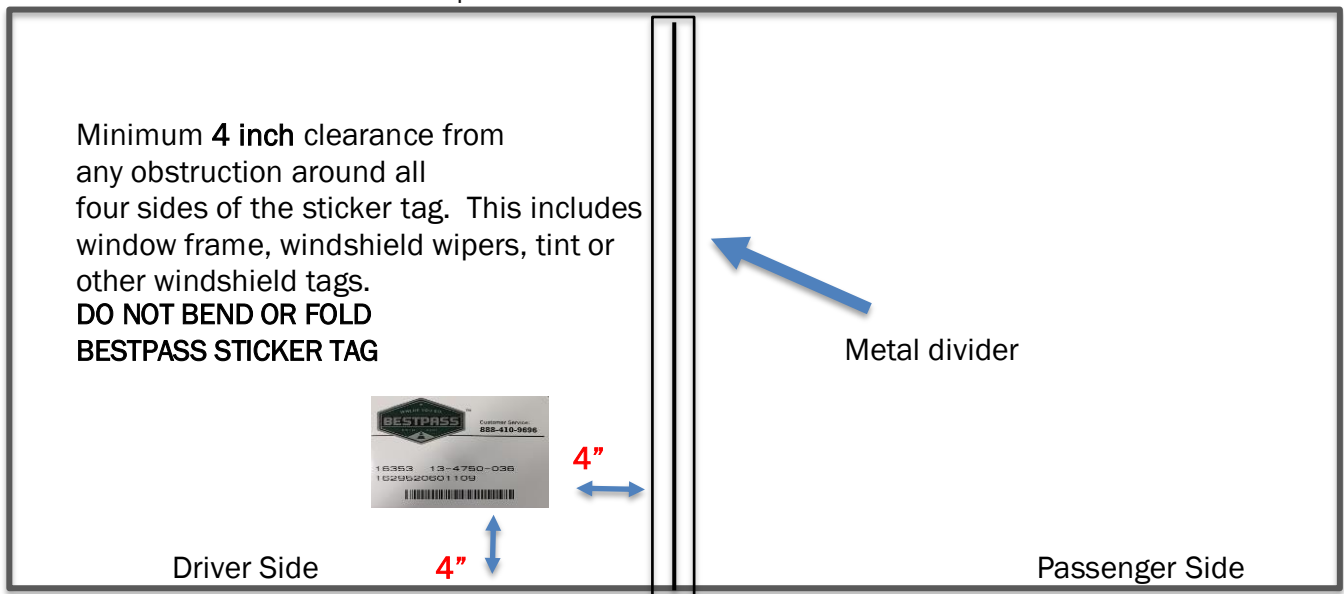 Minimum 4 inch clearance from
any obstruction around all
four sides of the sticker tag.  This includes
window frame, windshield wipers, tint or
other windshield tags.
DO NOT BEND OR FOLD
BESTPASS STICKER TAG
Metal divider
BESTPASS
Customer Service:
888-410-9696
16353 13-4750-036
1629520601109
4”
4”
Driver Side
Passenger Side